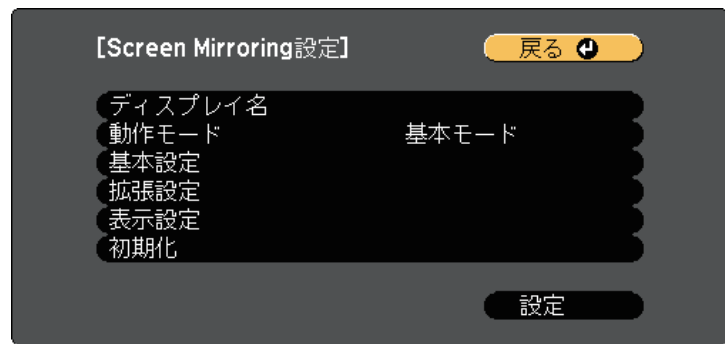 [Screen Mirroring設定]
戻る
ディスプレイ名
動作モード 基本モード
基本設定
拡張設定
表示設定
初期化
設定